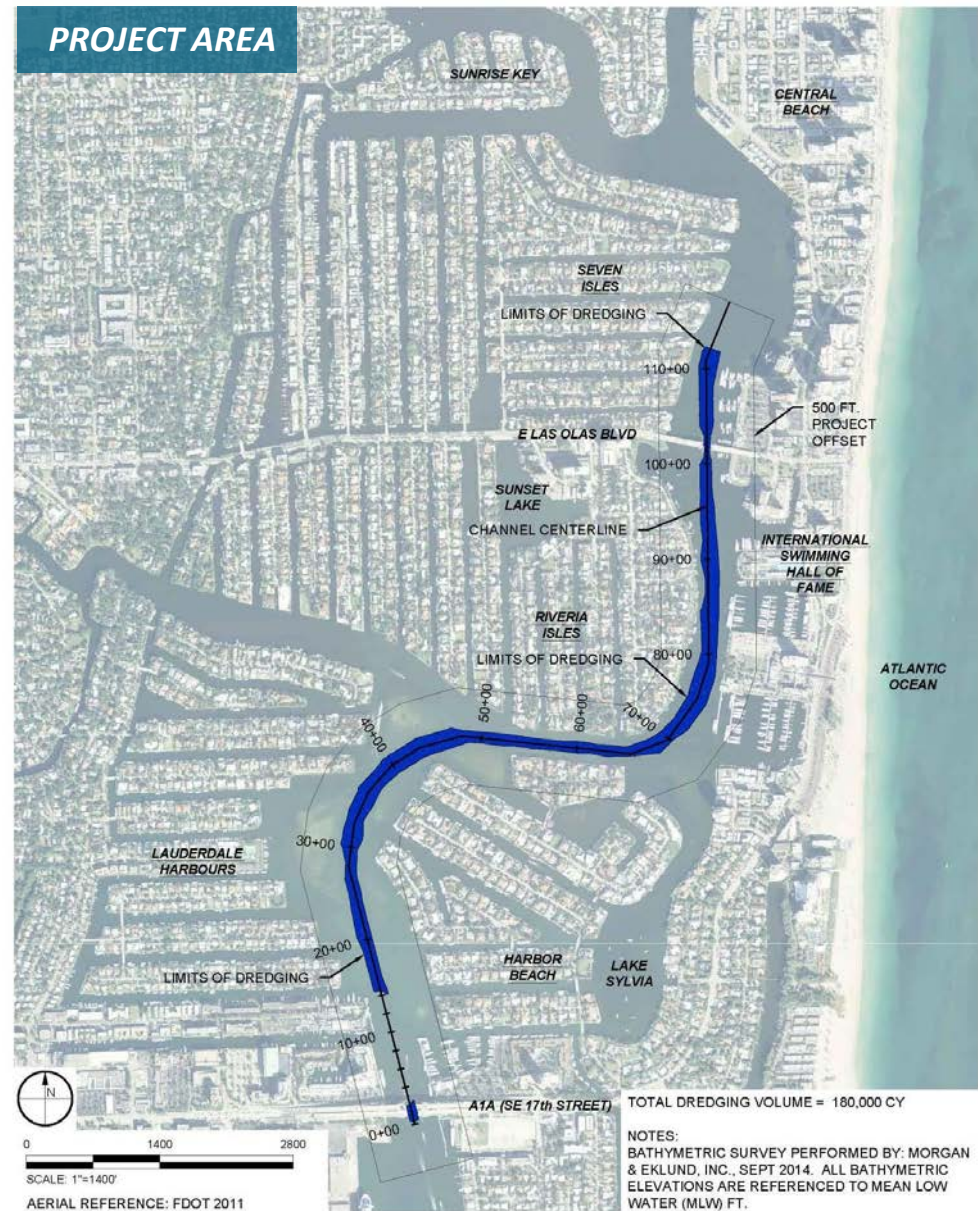 PROJECT AREA
SUNRISE KEY
CENTRAL
BEACH
SEVEN
ISLES
LIMITS OF DREDGING
110+00
500 FT.
PROJECT
OFFSET
E LAS OLAS BLVD
100+00
SUNSET
LAKE
CHANNEL CENTERLINE
INTERNATIONAL
SWIMMING
HALL OF
FAME
90+00
RIVERIA
ISLES
LIMITS OF DREDGING
80+00
ATLANTIC
OCEAN
70+00
60+00
50+00
40+00
30+00
LAUDERDALE
HARBOURS
20+00
LIMITS OF DREDGING
HARBOR
BEACH
LAKE
SYLVIA
10+00
A1A (SE 17th STREET)
0+00
N
0 1400 2800
SCALE: 1"=1400'
AERIAL REFERENCE: FDOT 2011
TOTAL DREDGING VOLUME = 180,000 CY
NOTES:
BATHYMETRIC SURVEY PERFORMED BY: MORGAN
& EKLUND, INC., SEPT 2014. ALL BATHYMETRIC
ELEVATIONS ARE REFERENCED TO MEAN LOW
WATER (MLW) FT.